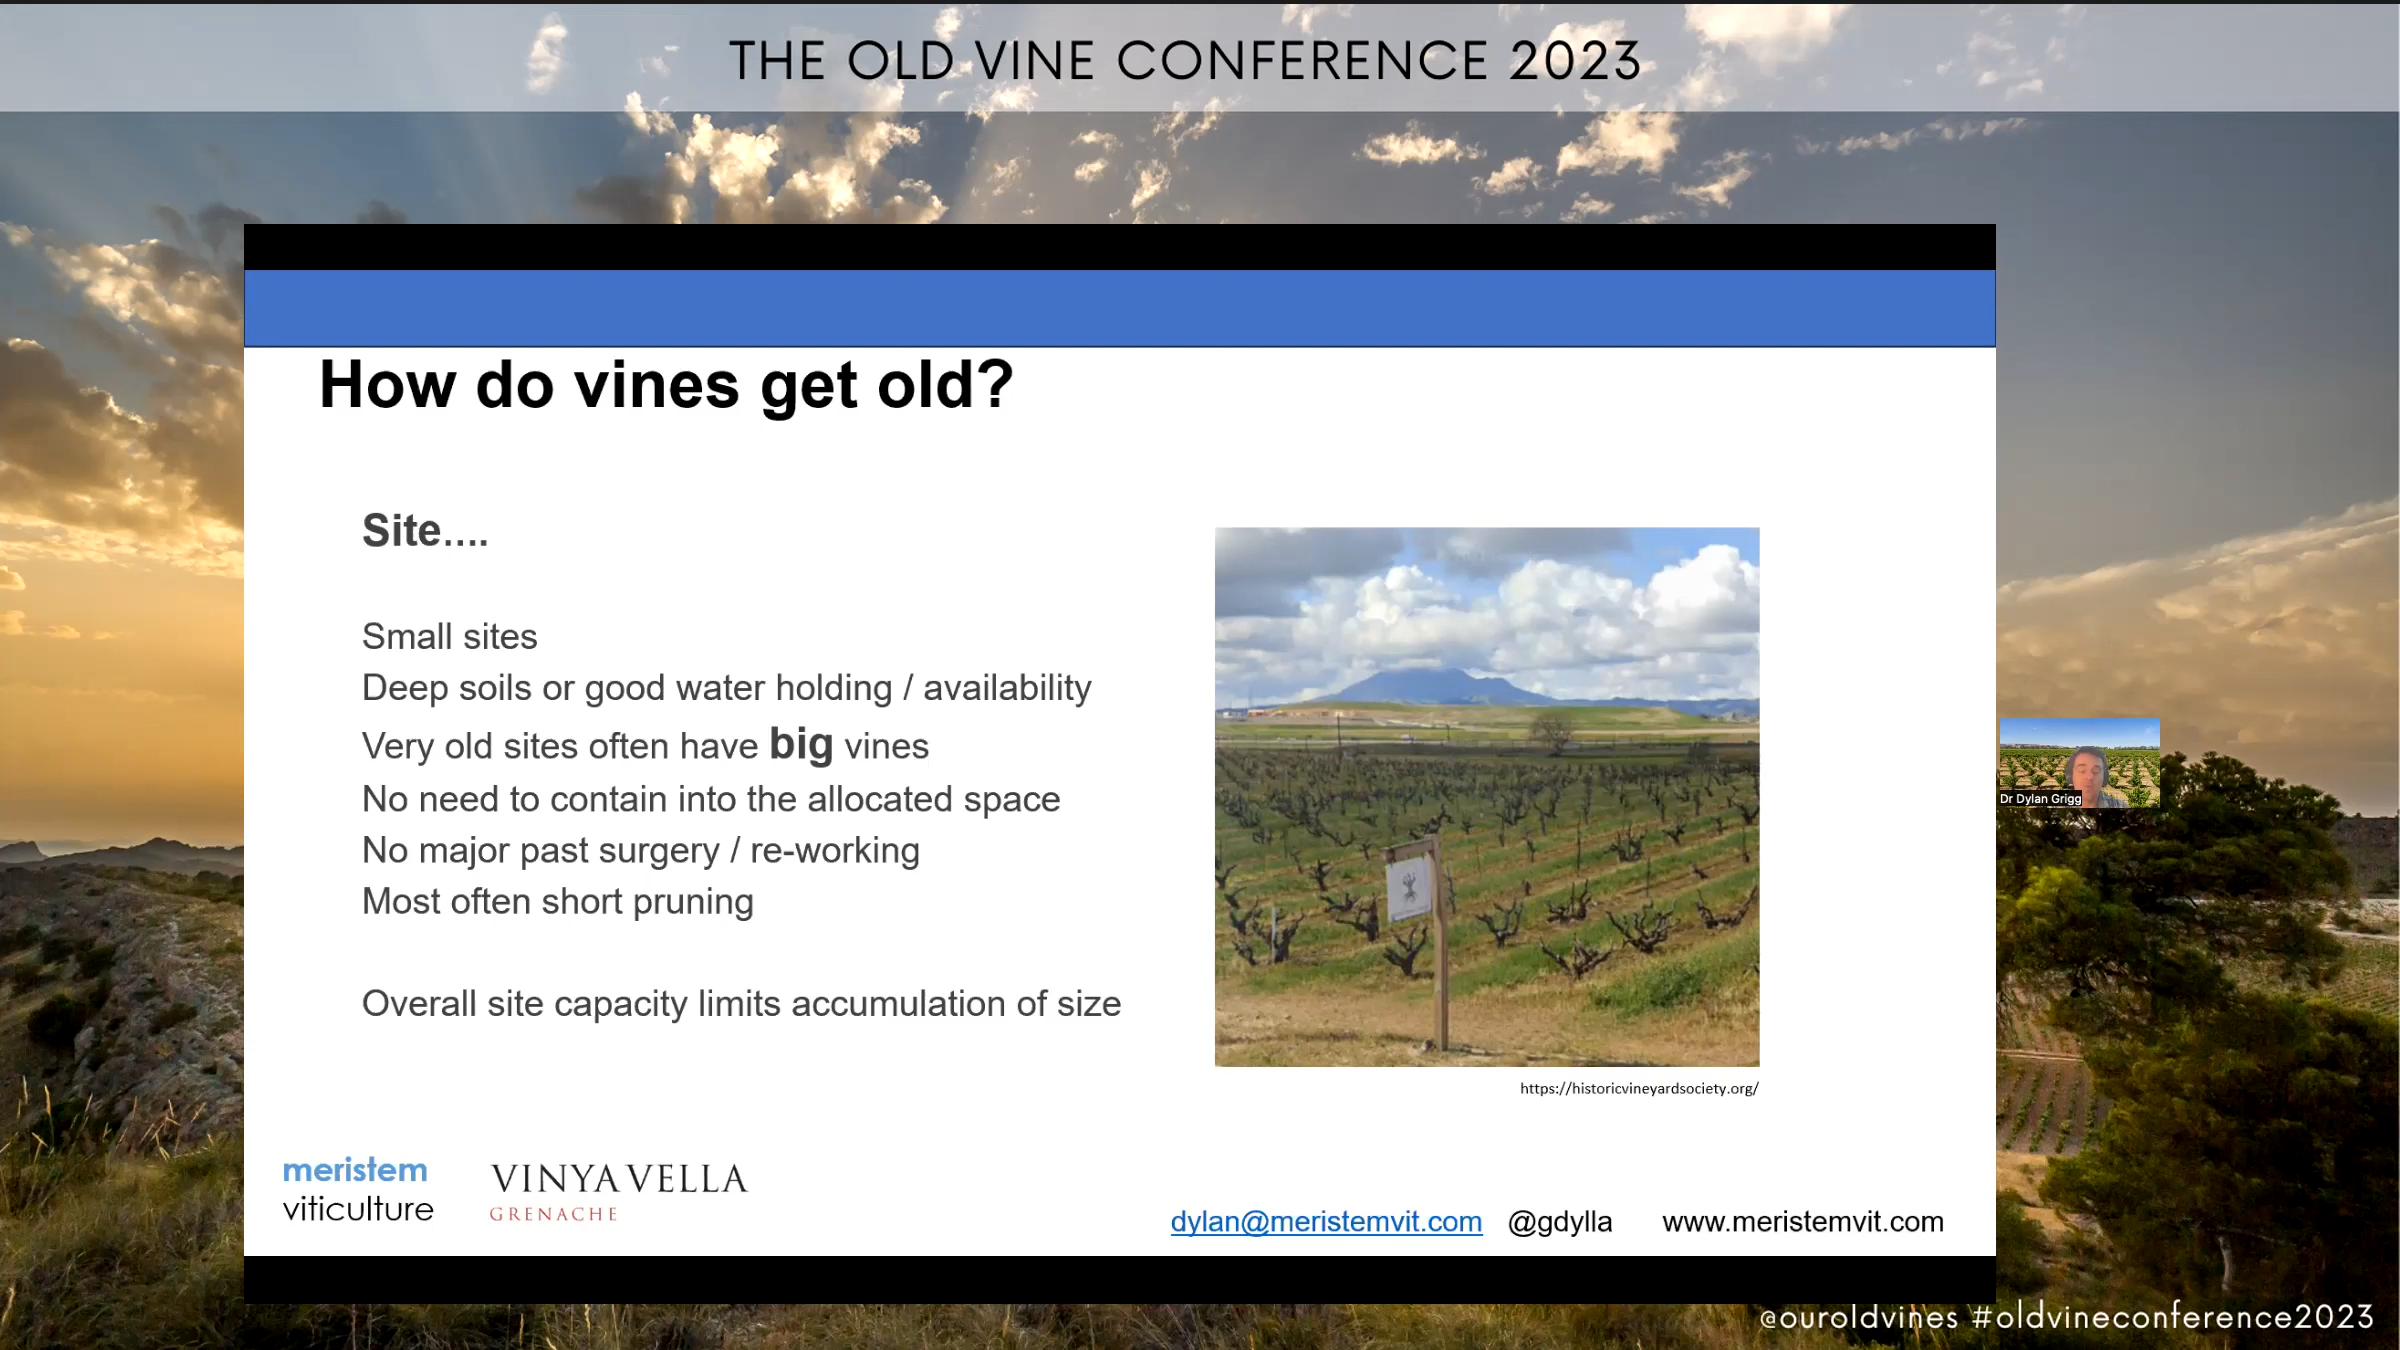 THE OLD VINE CONFERENCE 2023
How do vines get old?
Site....
Small sites
Deep soils or good water holding / availability
Very old sites often have big vines
No need to contain into the allocated space
No major past surgery / re-working
Most often short pruning
Overall site capacity limits accumulation of size
https://historicvineyardsociety.org/
Dr Dylan Grigg
meristem
viticulture
VINYA VELLA
GRENACHE
dylan@meristemvit.com @gdylla www.meristemvit.com
@ouroldvines #oldvineconference2023